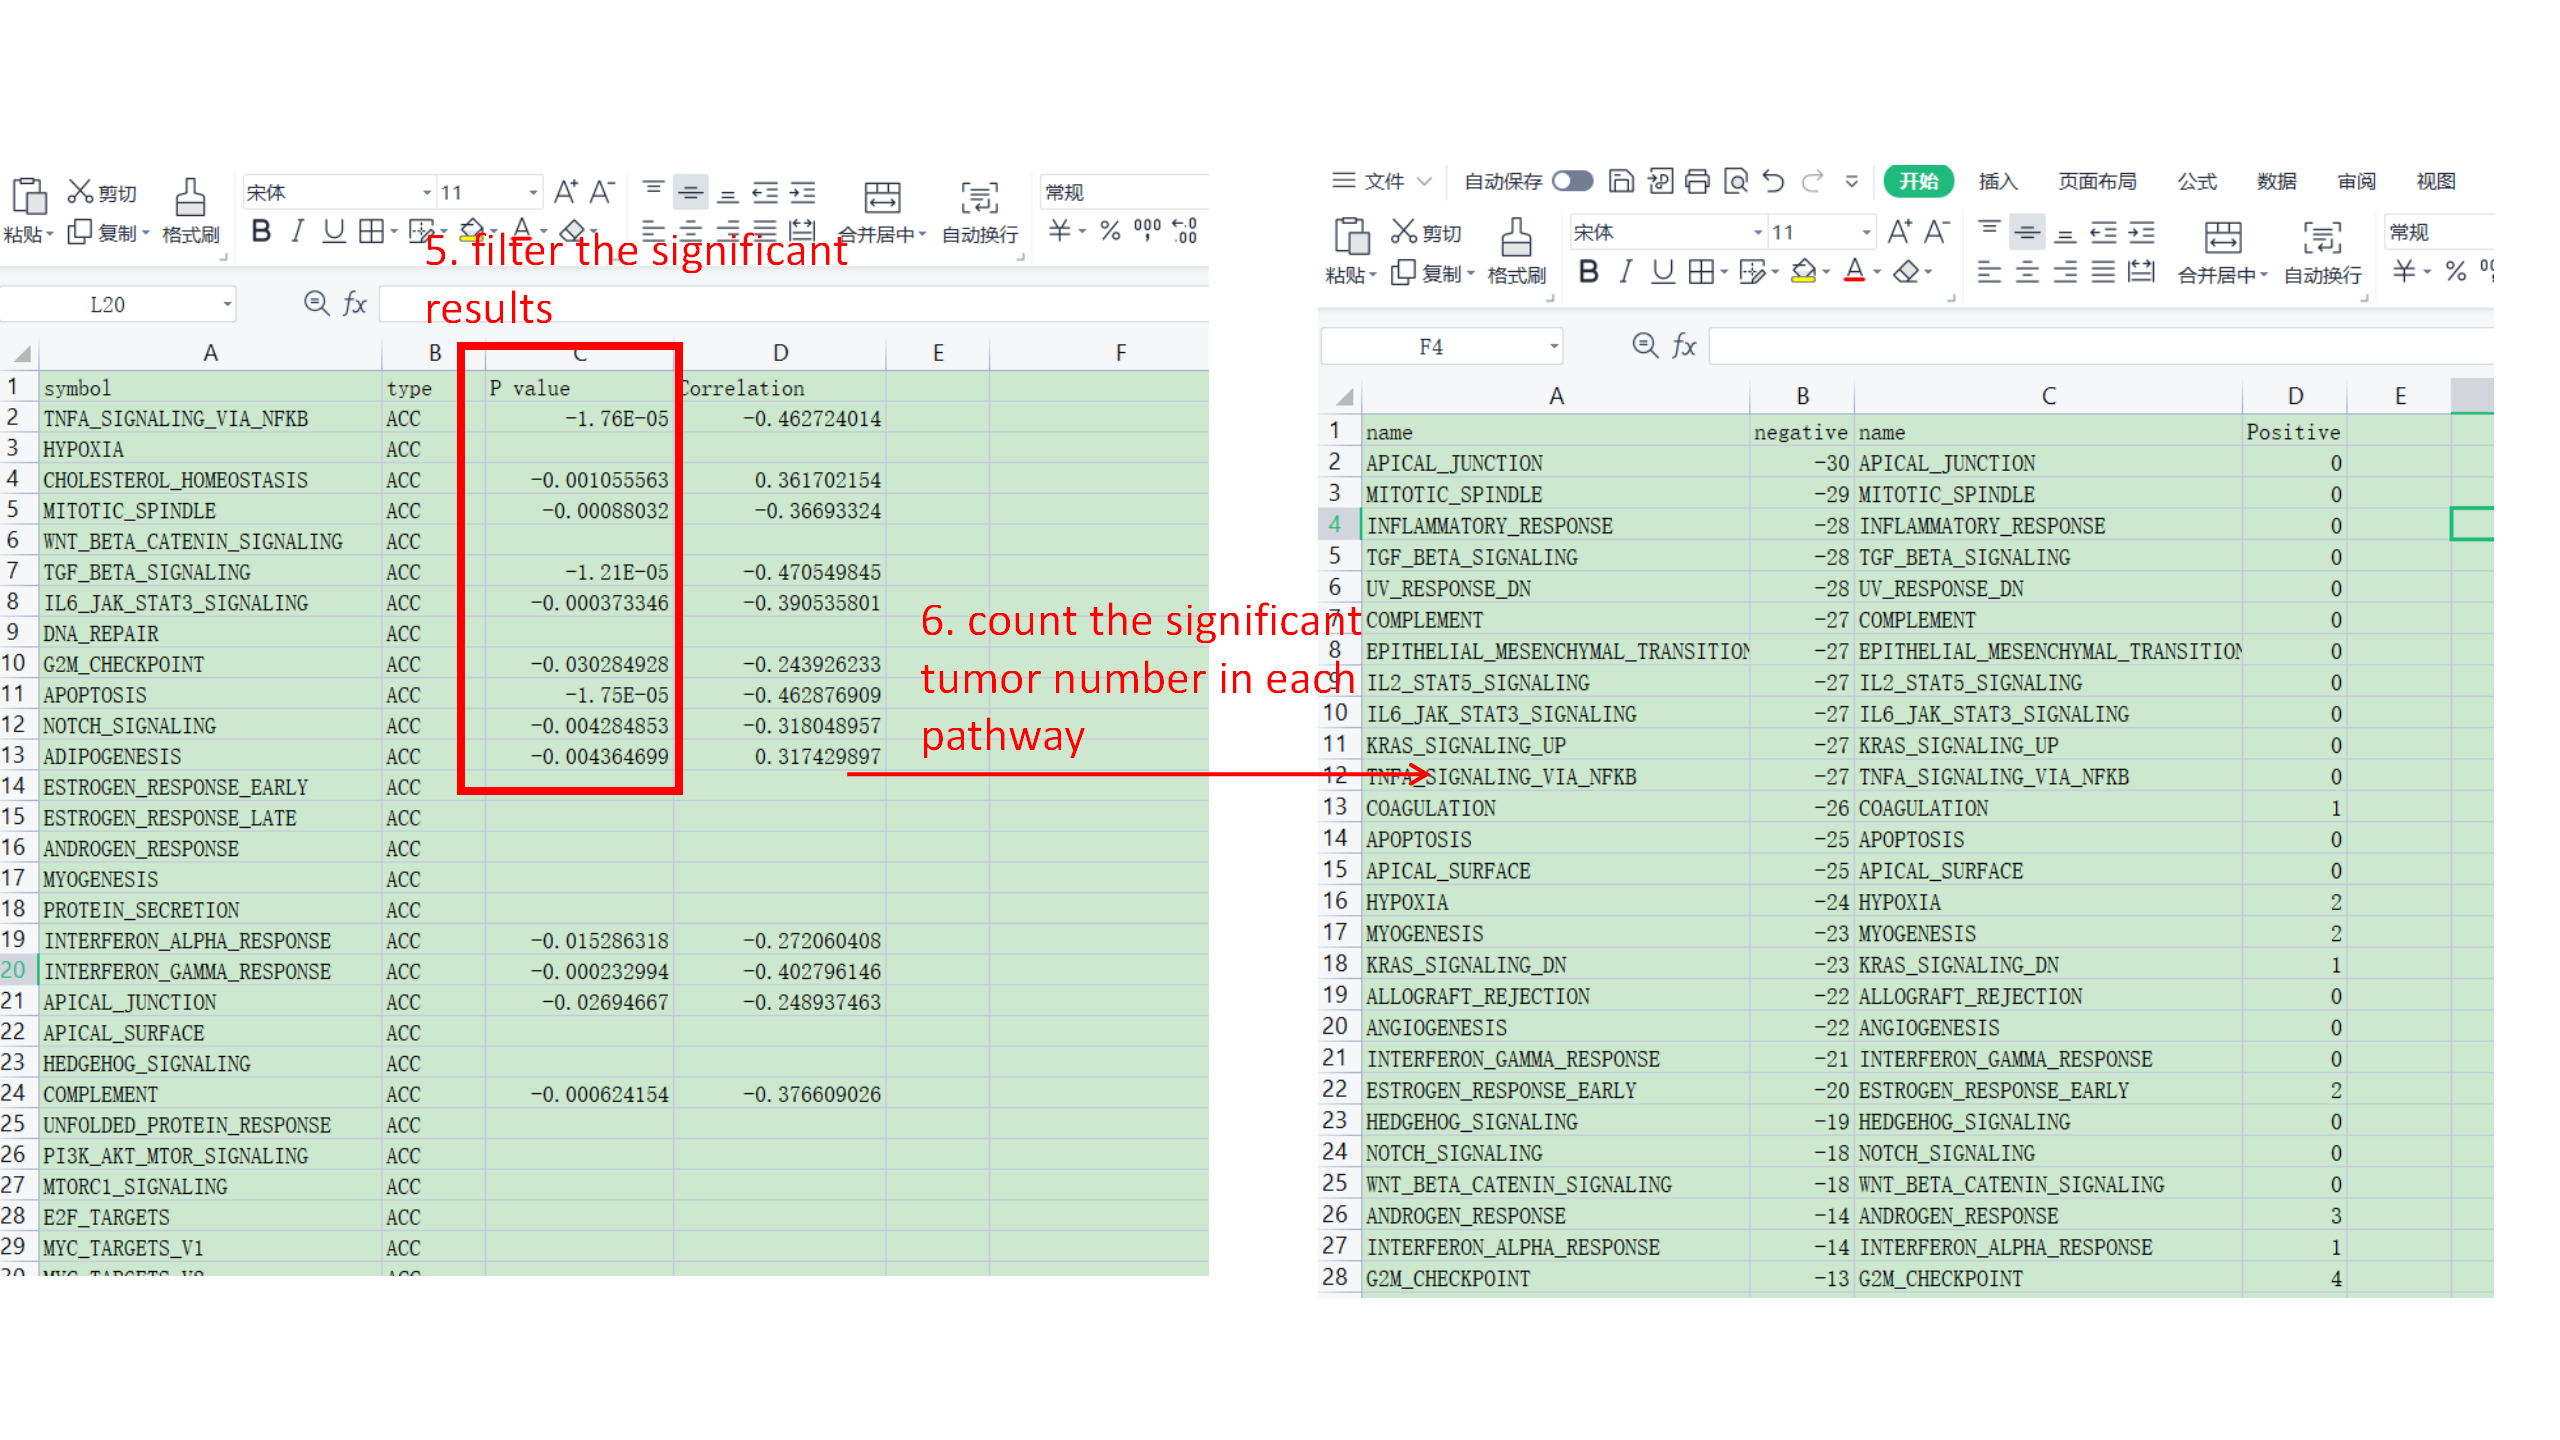 剪切
宋体
11
A+ A-
常规
粘贴
复制
格式刷
B I U
A
合并居中
自动换行
¥ % 000 ←.0 .00
5. filter the significant
results
L20
fx
A B C D E F
1 symbol type P value Correlation
2 TNFA_SIGNALING_VIA_NFKB ACC -1.76E-05 -0.462724014
3 HYPOXIA ACC
4 CHOLESTEROL_HOMEOSTASIS ACC -0.001055563 0.361702154
5 MITOTIC_SPINDLE ACC -0.00088032 -0.36693324
6 WNT_BETA_CATENIN_SIGNALING ACC
7 TGF_BETA_SIGNALING ACC -1.21E-05 -0.470549845
8 IL6_JAK_STAT3_SIGNALING ACC -0.000373346 -0.390535801
9 DNA_REPAIR ACC
10 G2M_CHECKPOINT ACC -0.030284928 -0.243926233
11 APOPTOSIS ACC -1.75E-05 -0.462876909
12 NOTCH_SIGNALING ACC -0.004284853 -0.318048957
13 ADIPOGENESIS ACC -0.004364699 0.317429897
14 ESTROGEN_RESPONSE_EARLY ACC
15 ESTROGEN_RESPONSE_LATE ACC
16 ANDROGEN_RESPONSE ACC
17 MYOGENESIS ACC
18 PROTEIN_SECRETION ACC
19 INTERFERON_ALPHA_RESPONSE ACC -0.015286318 -0.272060408
20 INTERFERON_GAMMA_RESPONSE ACC -0.000232994 -0.402796146
21 APICAL_JUNCTION ACC -0.02694667 -0.248937463
22 APICAL_SURFACE ACC
23 HEDGEHOG_SIGNALING ACC
24 COMPLEMENT ACC -0.000624154 -0.376609026
25 UNFOLDED_PROTEIN_RESPONSE ACC
26 PI3K_AKT_MTOR_SIGNALING ACC
27 MTORC1_SIGNALING ACC
28 E2F_TARGETS ACC
29 MYC_TARGETS_V1 ACC
6. count the significant
tumor number in each
pathway
文件 自动保存 开始 插入 页面布局 公式 数据 审阅 视图
剪切
宋体
11
A+ A-
常规
粘贴
复制
格式刷
B I U
A
合并居中
自动换行
¥ %
F4
fx
A B C D E
1 name negative name Positive
2 APICAL_JUNCTION -30 APICAL_JUNCTION 0
3 MITOTIC_SPINDLE -29 MITOTIC_SPINDLE 0
4 INFLAMMATORY_RESPONSE -28 INFLAMMATORY_RESPONSE 0
5 TGF_BETA_SIGNALING -28 TGF_BETA_SIGNALING 0
6 UV_RESPONSE_DN -28 UV_RESPONSE_DN 0
7 COMPLEMENT -27 COMPLEMENT 0
8 EPITHELIAL_MESENCHYMAL_TRANSITION -27 EPITHELIAL_MESENCHYMAL_TRANSITION 0
9 IL2_STAT5_SIGNALING -27 IL2_STAT5_SIGNALING 0
10 IL6_JAK_STAT3_SIGNALING -27 IL6_JAK_STAT3_SIGNALING 0
11 KRAS_SIGNALING_UP -27 KRAS_SIGNALING_UP 0
12 TNFA_SIGNALING_VIA_NFKB -27 TNFA_SIGNALING_VIA_NFKB 0
13 COAGULATION -26 COAGULATION 1
14 APOPTOSIS -25 APOPTOSIS 0
15 APICAL_SURFACE -25 APICAL_SURFACE 0
16 HYPOXIA -24 HYPOXIA 2
17 MYOGENESIS -23 MYOGENESIS 2
18 KRAS_SIGNALING_DN -23 KRAS_SIGNALING_DN 1
19 ALLOGRAFT_REJECTION -22 ALLOGRAFT_REJECTION 0
20 ANGIOGENESIS -22 ANGIOGENESIS 0
21 INTERFERON_GAMMA_RESPONSE -21 INTERFERON_GAMMA_RESPONSE 0
22 ESTROGEN_RESPONSE_EARLY -20 ESTROGEN_RESPONSE_EARLY 2
23 HEDGEHOG_SIGNALING -19 HEDGEHOG_SIGNALING 0
24 NOTCH_SIGNALING -18 NOTCH_SIGNALING 0
25 WNT_BETA_CATENIN_SIGNALING -18 WNT_BETA_CATENIN_SIGNALING 0
26 ANDROGEN_RESPONSE -14 ANDROGEN_RESPONSE 3
27 INTERFERON_ALPHA_RESPONSE -14 INTERFERON_ALPHA_RESPONSE 1
28 G2M_CHECKPOINT -13 G2M_CHECKPOINT 4